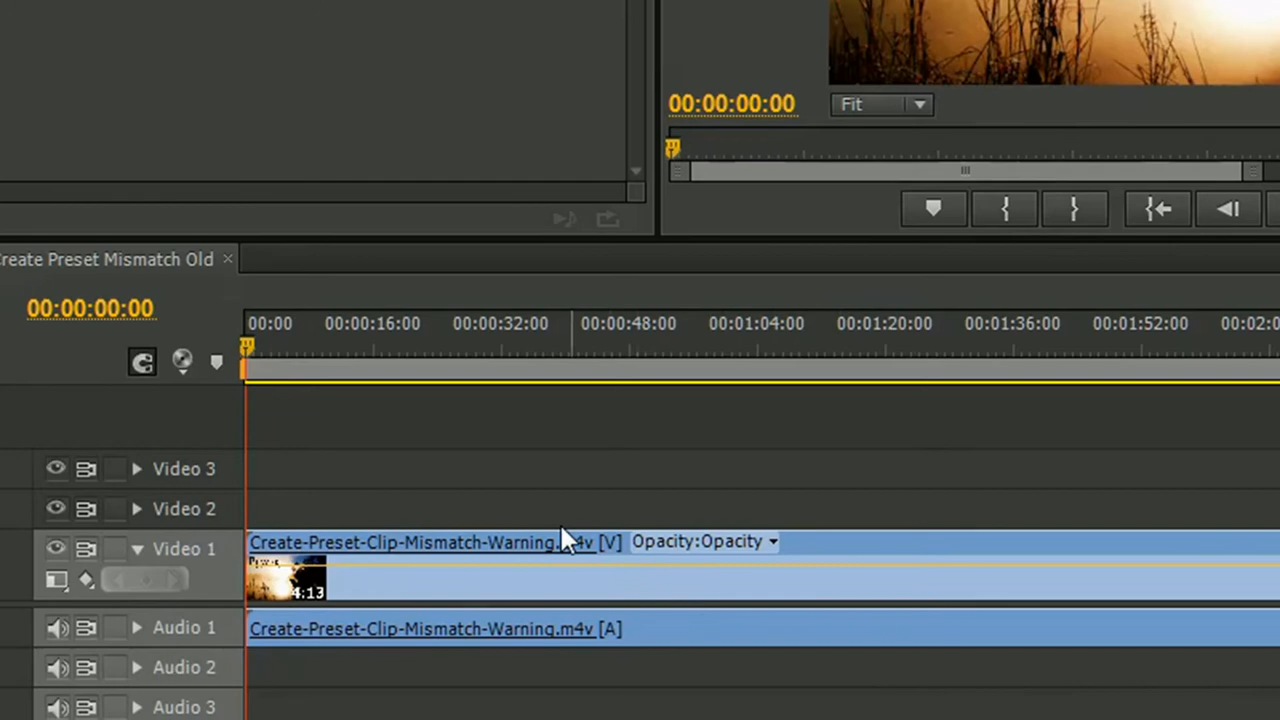 00:00:00:00
Fit
reate Preset Mismatch Old
00:00:00:00
00:00 00:00:16:00 00:00:32:00 00:00:48:00 00:01:04:00 00:01:20:00 00:01:36:00 00:01:52:00 00:02:0
Video 3
Video 2
Video 1
Create-Preset-Clip-Mismatch-Warning.m4v [V] Opacity:Opacity
4:13
Audio 1
Create-Preset-Clip-Mismatch-Warning.m4v [A]
Audio 2
Audio 3